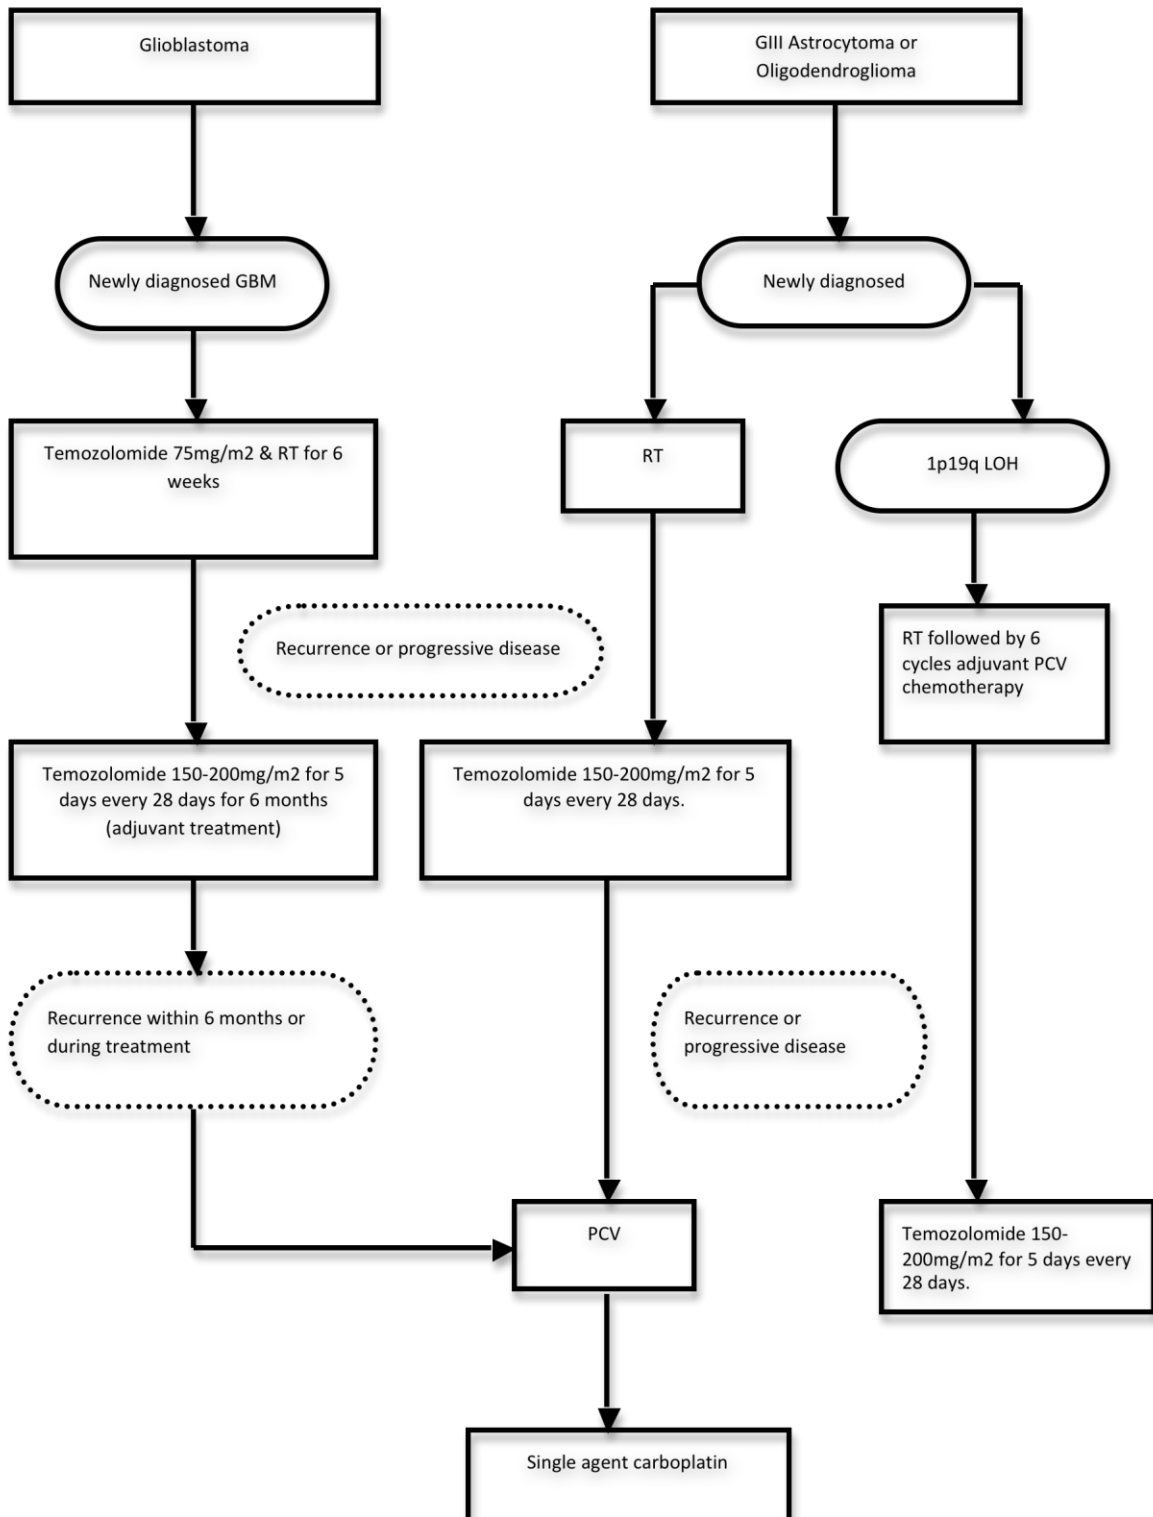 Glioblastoma
GIII Astrocytoma or
Oligodendroglioma
Newly diagnosed GBM
Newly diagnosed
Temozolomide 75mg/m2 & RT for 6
weeks
RT
1p19q LOH
Recurrence or progressive disease
RT followed by 6
cycles adjuvant PCV
chemotherapy
Temozolomide 150-200mg/m2 for 5
days every 28 days for 6 months
(adjuvant treatment)
Temozolomide 150-200mg/m2 for 5
days every 28 days.
Recurrence within 6 months or
during treatment
Recurrence or
progressive disease
PCV
Temozolomide 150-
200mg/m2 for 5 days every
28 days.
Single agent carboplatin